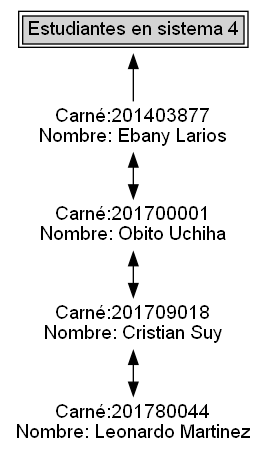 Estudiantes en sistema 4
Carné:201403877
Nombre: Ebany Larios
Carné:201700001
Nombre: Obito Uchiha
Carné:201709018
Nombre: Cristian Suy
Carné:201780044
Nombre: Leonardo Martinez